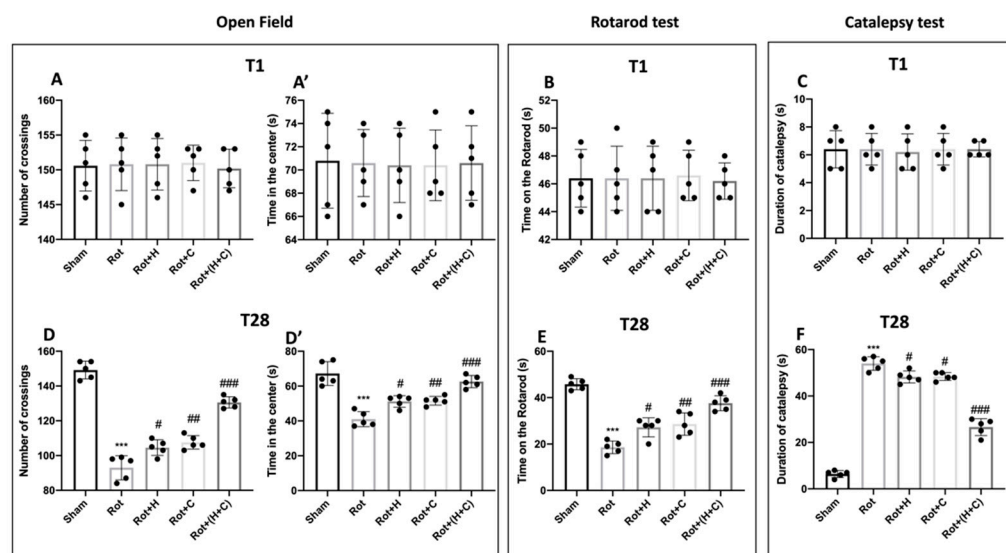 Open Field
Rotarod test
Catalepsy test
T1
A
Number of crossings
160
155
150
145
140
Sham
Rot
Rot+H
Rot+C
Rot+(H+C)
A'
Time in the center (s)
76
74
72
70
68
66
64
Sham
Rot
Rot+H
Rot+C
Rot+(H+C)
T1
B
Time on the Rotarod (s)
52
50
48
46
44
42
Sham
Rot
Rot+H
Rot+C
Rot+(H+C)
T1
C
Duration of catalepsy (s)
10
8
6
4
2
0
Sham
Rot
Rot+H
Rot+C
Rot+(H+C)
T28
D
Number of crossings
160
140
120
100
80
***
#
##
###
Sham
Rot
Rot+H
Rot+C
Rot+(H+C)
D'
Time in the center (s)
80
60
40
20
0
***
#
##
###
Sham
Rot
Rot+H
Rot+C
Rot+(H+C)
T28
E
Time on the Rotarod (s)
60
40
20
0
***
#
##
###
Sham
Rot
Rot+H
Rot+C
Rot+(H+C)
T28
F
Duration of catalepsy (s)
60
40
20
0
***
#
#
###
Sham
Rot
Rot+H
Rot+C
Rot+(H+C)